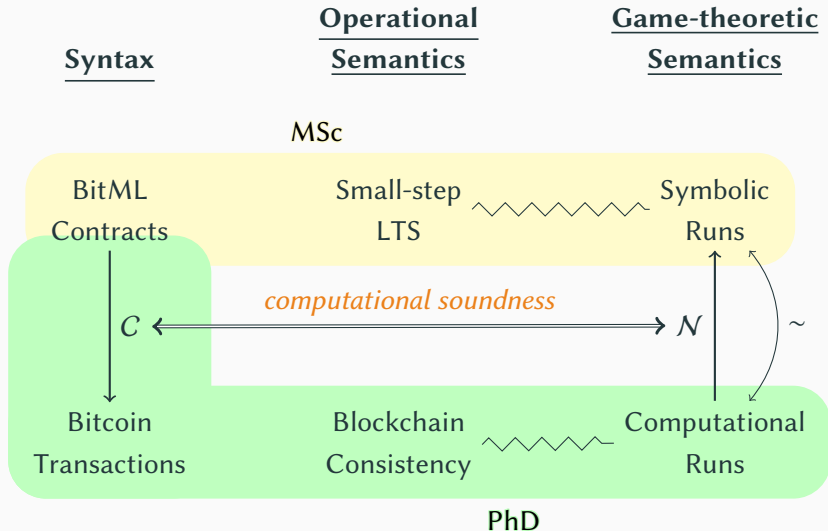 Syntax
Operational
Semantics
Game-theoretic
Semantics
MSc
BitML
Contracts
Small-step
LTS
Symbolic
Runs
computational soundness
𝒞
𝒩
~
Bitcoin
Transactions
Blockchain
Consistency
Computational
Runs
PhD